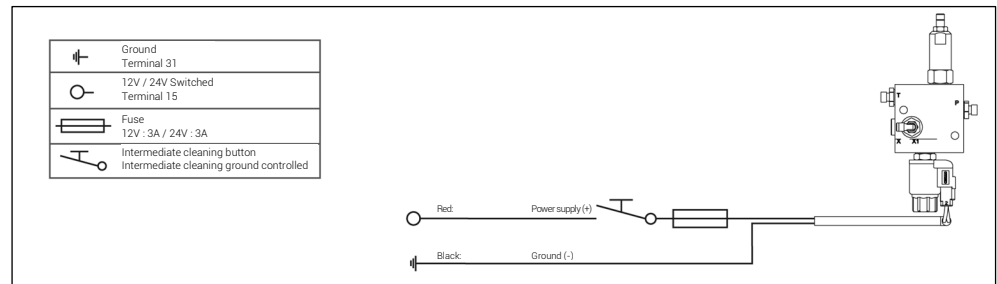 Ground
Terminal 31
12V / 24V Switched
Terminal 15
Fuse
12V : 3A / 24V : 3A
Intermediate cleaning button
Intermediate cleaning ground controlled
T
P
X X1
Red: Power supply (+)
Black: Ground (-)